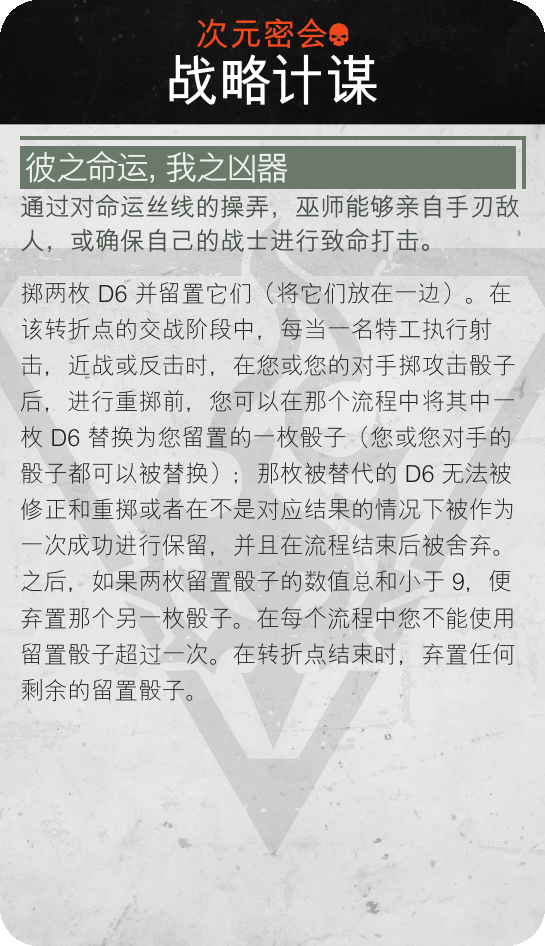 次元密会
战略计谋
彼之命运, 我之凶器
通过对命运丝线的操弄，巫师能够亲自手刃敌
人，或确保自己的战士进行致命打击。
掷两枚 D6 并留置它们（将它们放在一边）。在
该转折点的交战阶段中，每当一名特工执行射
击，近战或反击时，在您或您的对手掷攻击骰子
后，进行重掷前，您可以在那个流程中将其中一
枚 D6 替换为您留置的一枚骰子（您或您对手的
骰子都可以被替换）；那枚被替代的 D6 无法被
修正和重掷或者在不是对应结果的情况下被作为
一次成功进行保留，并且在流程结束后被舍弃。
之后，如果两枚留置骰子的数值总和小于 9，便
弃置那个另一枚骰子。在每个流程中您不能使用
留置骰子超过一次。在转折点结束时，弃置任何
剩余的留置骰子。